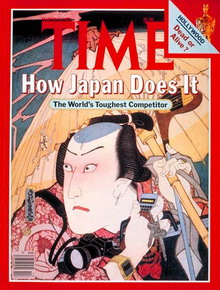 TIME
HOLLYWOOD
Dead or
Alive?
How Japan Does It
The World's Toughest Competitor